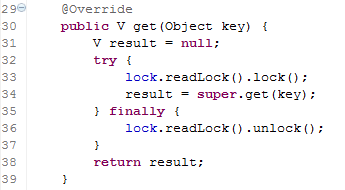 29 @Override
30 public V get(Object key) {
31 V result = null;
32 try {
33 lock.readLock().lock();
34 result = super.get(key);
35 } finally {
36 lock.readLock().unlock();
37 }
38 return result;
39 }